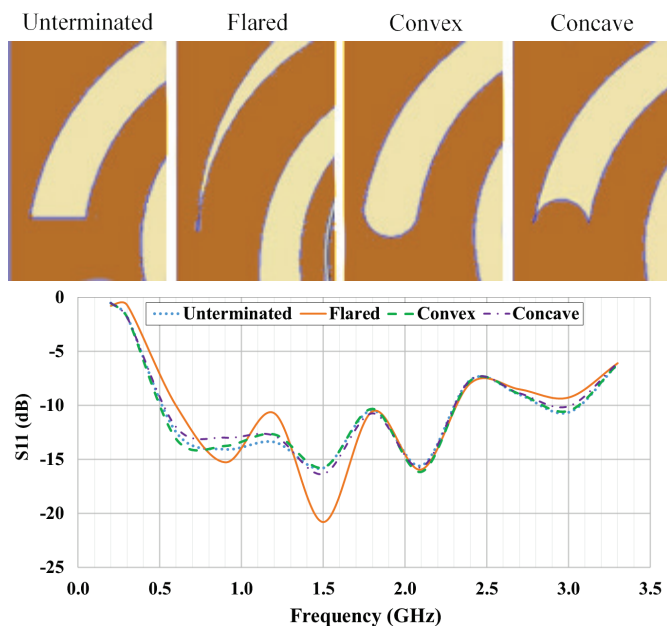 Unterminated Flared Convex Concave
0
Unterminated Flared Convex Concave
-5
-10
-15
-20
-25
S11 (dB)
0.0 0.5 1.0 1.5 2.0 2.5 3.0 3.5
Frequency (GHz)